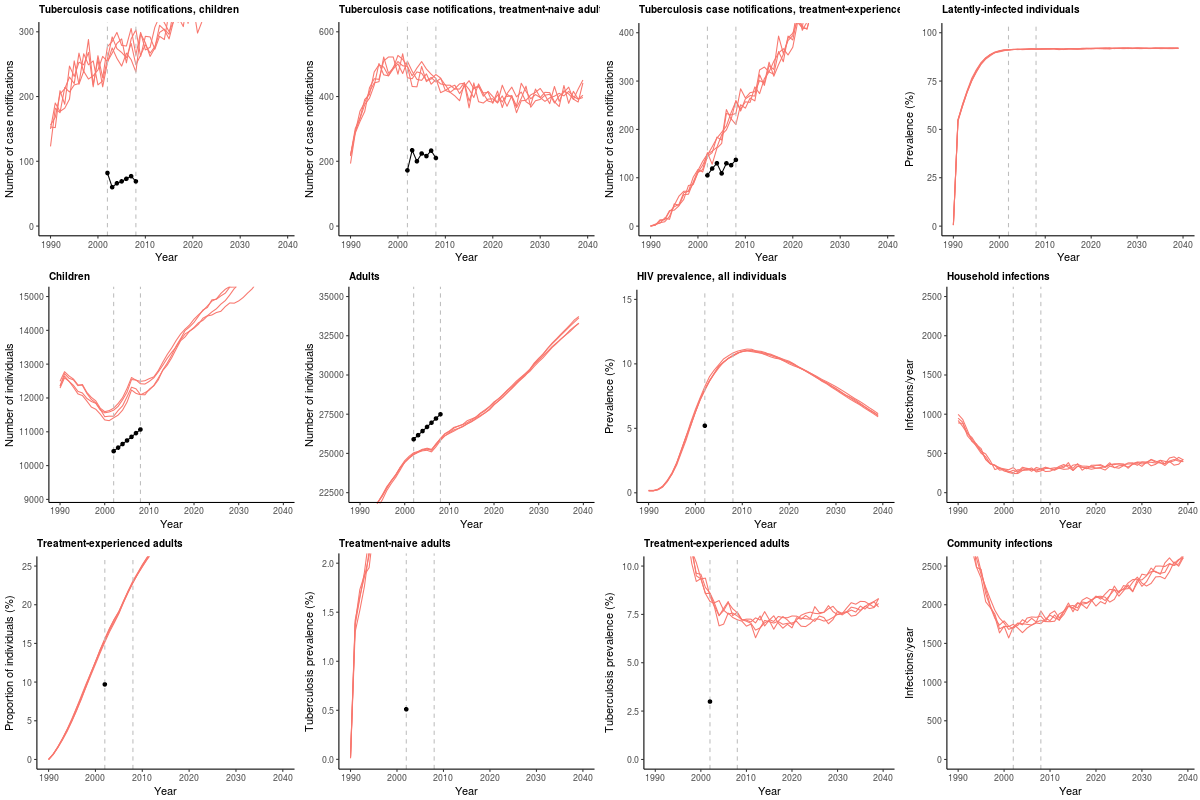 Tuberculosis case notifications, children
Number of case notifications
300
200
100
0
1990 2000 2010 2020 2030 2040
Year
Tuberculosis case notifications, treatment-naive adult
Number of case notifications
600
400
200
0
1990 2000 2010 2020 2030 2040
Year
Tuberculosis case notifications, treatment-experience
Number of case notifications
400
300
200
100
0
1990 2000 2010 2020 2030 2040
Year
Latently-infected individuals
Prevalence (%)
100
75
50
25
0
1990 2000 2010 2020 2030 2040
Year
Children
Number of individuals
15000
14000
13000
12000
11000
10000
9000
1990 2000 2010 2020 2030 2040
Year
Adults
Number of individuals
35000
32500
30000
27500
25000
22500
1990 2000 2010 2020 2030 2040
Year
HIV prevalence, all individuals
Prevalence (%)
15
10
5
0
1990 2000 2010 2020 2030 2040
Year
Household infections
Infections/year
2500
2000
1500
1000
500
0
1990 2000 2010 2020 2030 2040
Year
Treatment-experienced adults
Proportion of individuals (%)
25
20
15
10
5
0
1990 2000 2010 2020 2030 2040
Year
Treatment-naive adults
Tuberculosis prevalence (%)
2.0
1.5
1.0
0.5
0.0
1990 2000 2010 2020 2030 2040
Year
Treatment-experienced adults
Tuberculosis prevalence (%)
10.0
7.5
5.0
2.5
0.0
1990 2000 2010 2020 2030 2040
Year
Community infections
Infections/year
2500
2000
1500
1000
500
0
1990 2000 2010 2020 2030 2040
Year